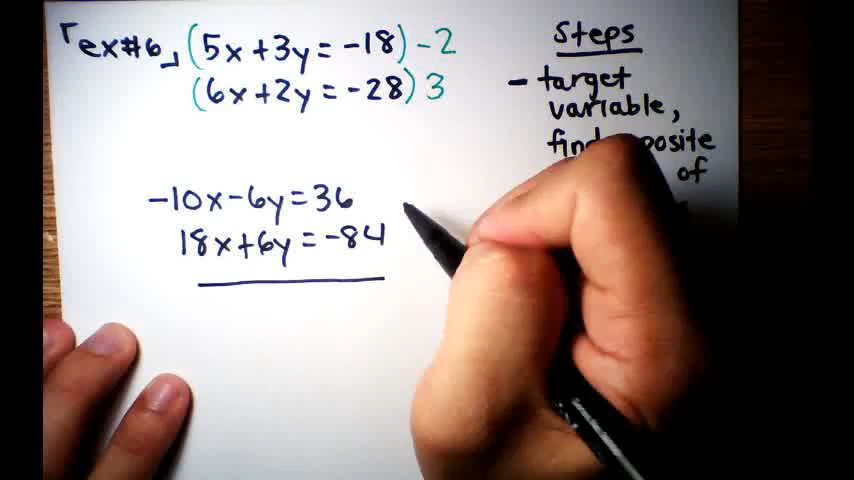 「ex#6」 (5x+3y=-18)-2
(6x+2y=-28)3
-10x-6y=36
18x+6y=-84
Steps
- target
variable,
find
of